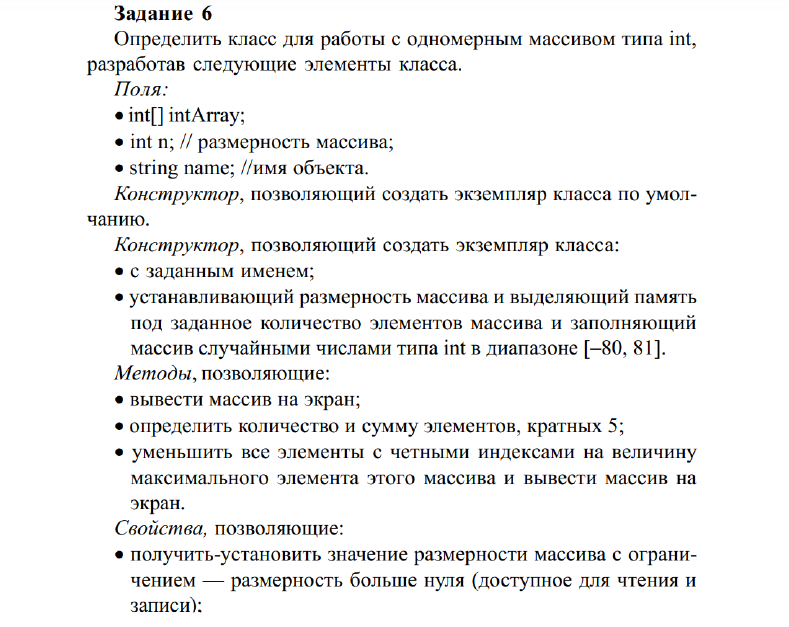 Задание 6
Определить класс для работы с одномерным массивом типа int,
разработав следующие элементы класса.
Поля:
• int[] intArray;
• int n; // размерность массива;
• string name; //имя объекта.
Конструктор, позволяющий создать экземпляр класса по умол-
чанию.
Конструктор, позволяющий создать экземпляр класса:
• с заданным именем;
• устанавливающий размерность массива и выделяющий память
под заданное количество элементов массива и заполняющий
массив случайными числами типа int в диапазоне [–80, 81].
Методы, позволяющие:
• вывести массив на экран;
• определить количество и сумму элементов, кратных 5;
• уменьшить все элементы с четными индексами на величину
максимального элемента этого массива и вывести массив на
экран.
Свойства, позволяющие:
• получить-установить значение размерности массива с ограни-
чением — размерность больше нуля (доступное для чтения и
записи);